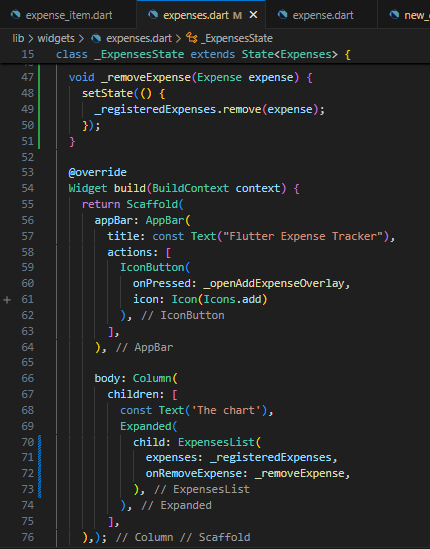 expense_item.dart    expenses.dart M    expense.dart    new_
lib > widgets > expenses.dart > _ExpensesState
15 class _ExpensesState extends State<Expenses> {
47   void _removeExpense(Expense expense) {
48     setState(() {
49       _registeredExpenses.remove(expense);
50     });
51   }
52
53   @override
54   Widget build(BuildContext context) {
55     return Scaffold(
56       appBar: AppBar(
57         title: const Text("Flutter Expense Tracker"),
58         actions: [
59           IconButton(
60             onPressed: _openAddExpenseOverlay,
61             icon: Icon(Icons.add)
62           ), // IconButton
63         ],
64       ), // AppBar
65
66       body: Column(
67         children: [
68           const Text('The chart'),
69           Expanded(
70             child: ExpensesList(
71               expenses: _registeredExpenses,
72               onRemoveExpense: _removeExpense,
73             ), // ExpensesList
74           ), // Expanded
75         ],
76     ),); // Column // Scaffold